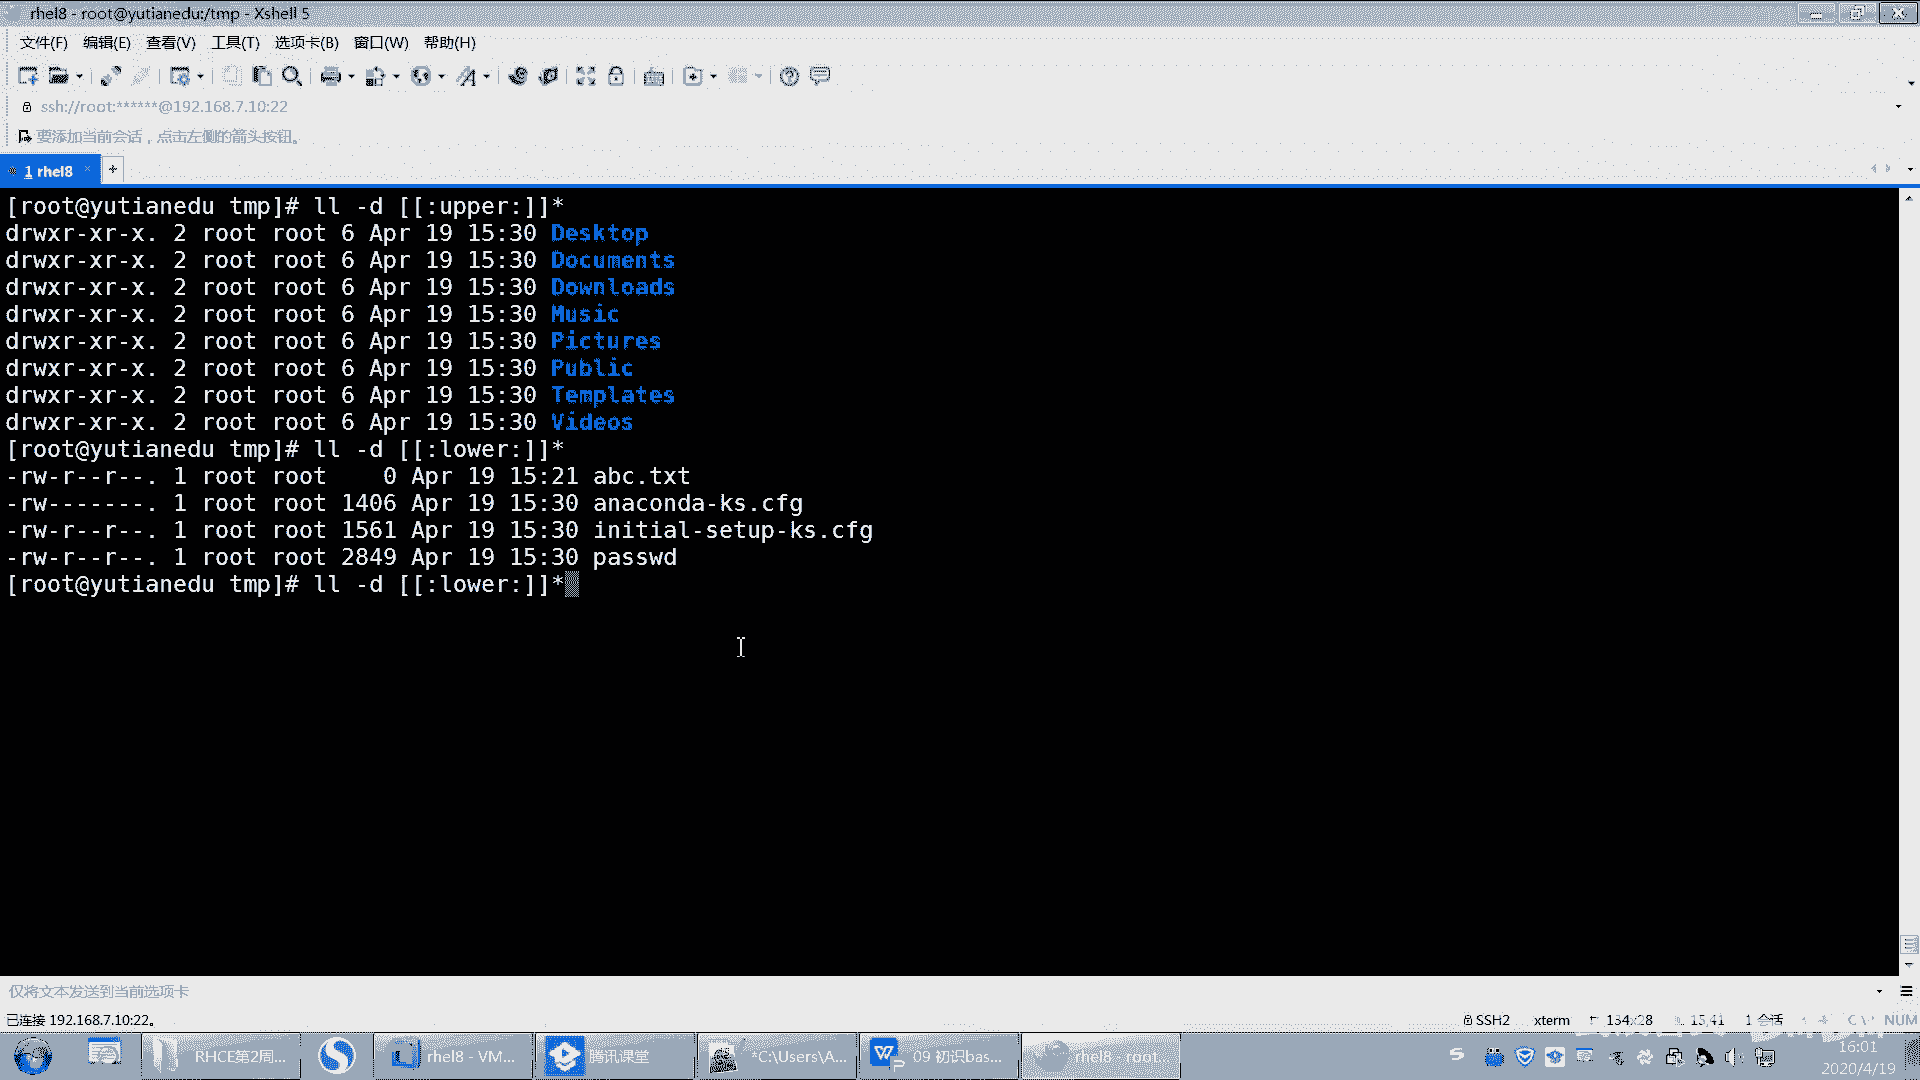 rhel8 - root@yutianedu:/tmp - Xshell 5
文件(F) 编辑(E) 查看(V) 工具(T) 选项卡(B) 窗口(W) 帮助(H)
ssh://root:******@192.168.7.10:22
要添加当前会话，点击左侧的箭头按钮。
1 rhel8
[root@yutianedu tmp]# ll -d [[:upper:]]*
drwxr-xr-x. 2 root root 6 Apr 19 15:30 Desktop
drwxr-xr-x. 2 root root 6 Apr 19 15:30 Documents
drwxr-xr-x. 2 root root 6 Apr 19 15:30 Downloads
drwxr-xr-x. 2 root root 6 Apr 19 15:30 Music
drwxr-xr-x. 2 root root 6 Apr 19 15:30 Pictures
drwxr-xr-x. 2 root root 6 Apr 19 15:30 Public
drwxr-xr-x. 2 root root 6 Apr 19 15:30 Templates
drwxr-xr-x. 2 root root 6 Apr 19 15:30 Videos
[root@yutianedu tmp]# ll -d [[:lower:]]*
-rw-r--r--. 1 root root    0 Apr 19 15:21 abc.txt
-rw-------. 1 root root 1406 Apr 19 15:30 anaconda-ks.cfg
-rw-r--r--. 1 root root 1561 Apr 19 15:30 initial-setup-ks.cfg
-rw-r--r--. 1 root root 2849 Apr 19 15:30 passwd
[root@yutianedu tmp]# ll -d [[:lower:]]*
仅将文本发送到当前选项卡
已连接 192.168.7.10:22。 SSH2 xterm 134x28 15,41 1 会话 NUM
RHCE第2周... rhel8 - VM... 腾讯课堂 *C:\Users\A... 09 初识bas... rhel8 - root... 16:01
2020/4/19